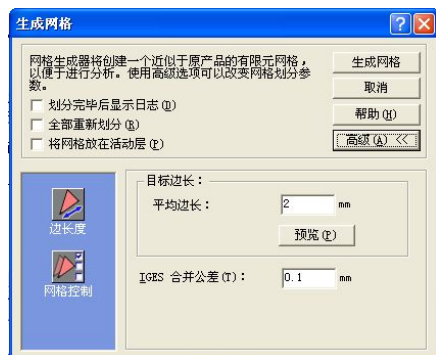 生成网格
网格生成器将创建一个近似于原产品的有限元网格，
以便于进行分析。使用高级选项可以改变网格划分参
数。
划分完毕后显示日志(D)
全部重新划分(R)
将网格放在活动层(P)
生成网格
取消
帮助(H)
高级(A) <<
边长度
网格控制
目标边长：
平均边长：
2
mm
预览(P)
IGES 合并公差(T)：
0.1
mm